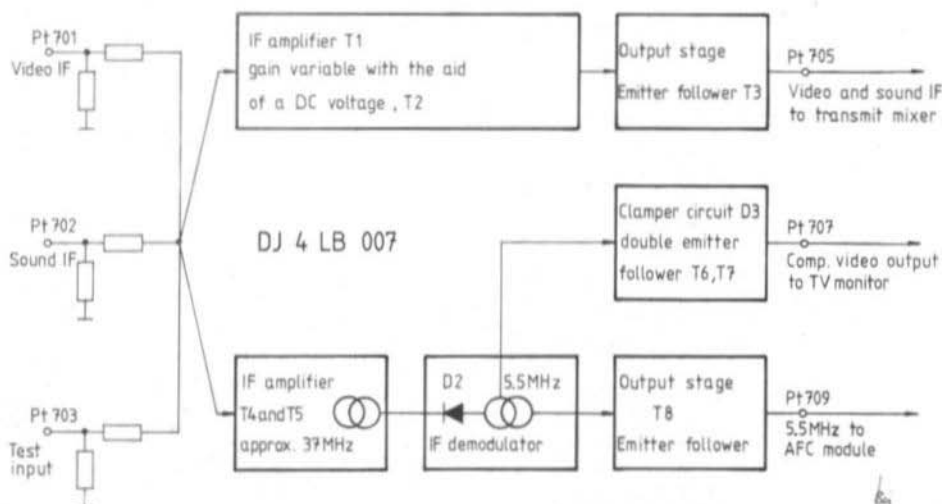 Pt 701
Video IF
IF amplifier T1
gain variable with the aid
of a DC voltage , T2
Output stage
Emitter follower T3
Pt 705
Video and sound IF
to transmit mixer
Pt 702
Sound IF
DJ 4 LB 007
Clamper circuit D3
double emitter
follower T6,T7
Pt 707
Comp. video output
to TV monitor
Pt 703
Test
input
IF amplifier
T4 and T5
approx. 37MHz
D2
5,5MHz
IF demodulator
Output stage
T8
Emitter follower
Pt 709
5,5MHz to
AFC module